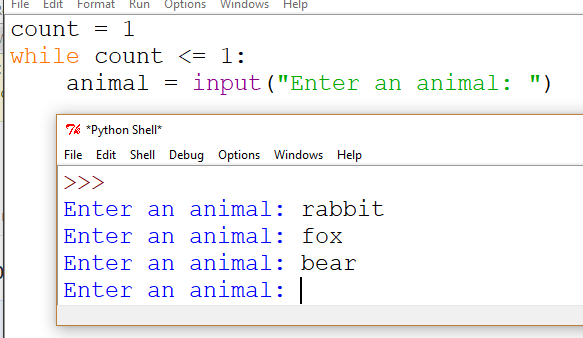 File Edit Format Run Options Windows Help
count = 1
while count <= 1:
    animal = input("Enter an animal: ")
*Python Shell*
File Edit Shell Debug Options Windows Help
>>>
Enter an animal: rabbit
Enter an animal: fox
Enter an animal: bear
Enter an animal: